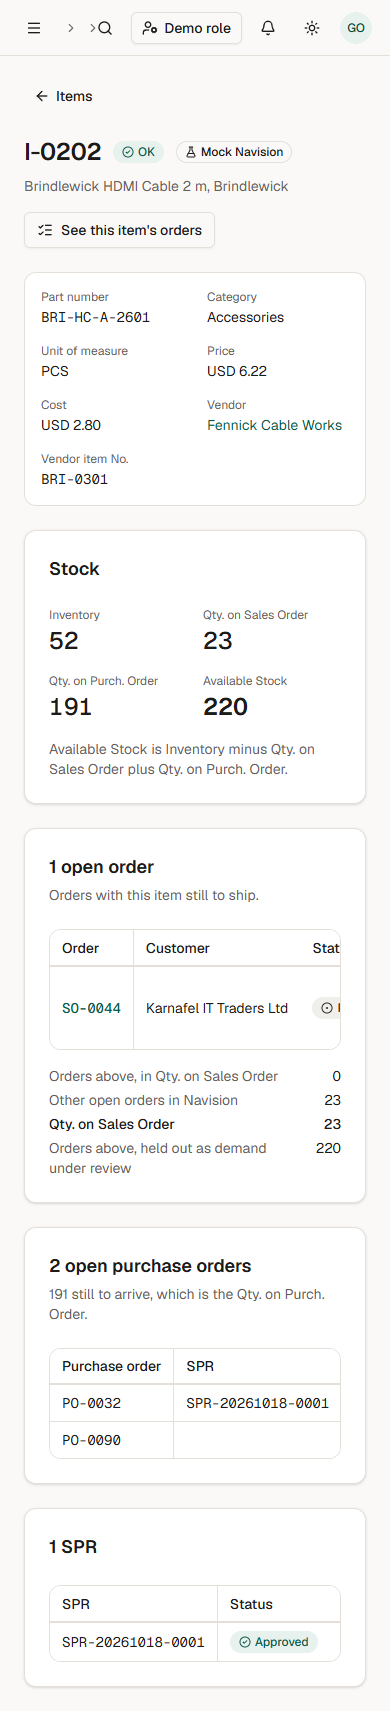 Demo role
GO
Items
I-0202
OK
Mock Navision
Brindlewick HDMI Cable 2 m, Brindlewick
See this item's orders
Part number
Category
BRI-HC-A-2601
Accessories
Unit of measure
Price
PCS
USD 6.22
Cost
Vendor
USD 2.80
Fennick Cable Works
Vendor item No.
BRI-0301
Stock
Inventory
Qty. on Sales Order
52
23
Qty. on Purch. Order
Available Stock
191
220
Available Stock is Inventory minus Qty. on
Sales Order plus Qty. on Purch. Order.
1 open order
Orders with this item still to ship.
Order
Customer
SO-0044
Karnafel IT Traders Ltd
Orders above, in Qty. on Sales Order
0
Other open orders in Navision
23
Qty. on Sales Order
23
Orders above, held out as demand
under review
220
2 open purchase orders
191 still to arrive, which is the Qty. on Purch.
Order.
Purchase order
SPR
PO-0032
SPR-20261018-0001
PO-0090
1 SPR
SPR
Status
SPR-20261018-0001
Approved